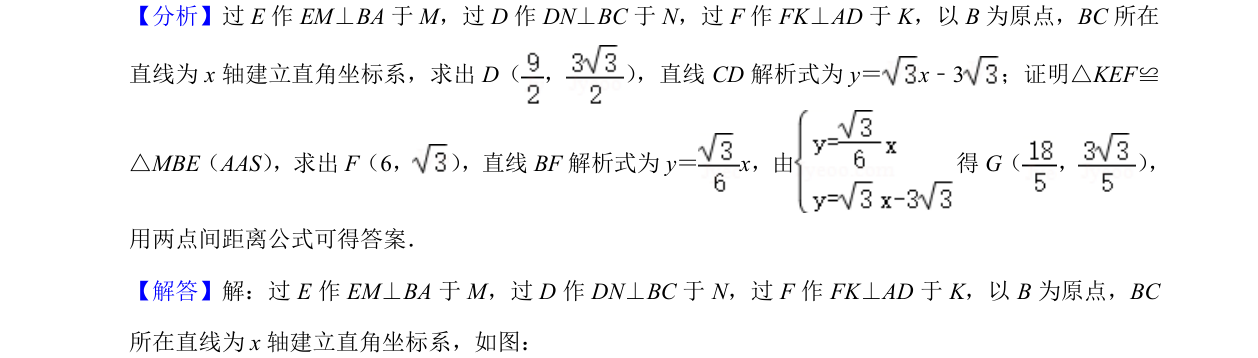 【分析】过 E 作 EM⊥BA 于 M，过 D 作 DN⊥BC 于 N，过 F 作 FK⊥AD 于 K，以 B 为原点，BC 所在
直线为 x 轴建立直角坐标系，求出 D（9/2，3√3/2），直线 CD 解析式为 y＝√3x﹣3√3；证明△KEF≌
△MBE（AAS），求出 F（6，√3），直线 BF 解析式为 y＝√3/6x，由{y=√3/6 x y=√3 x-3√3 得 G（18/5，3√3/5），
用两点间距离公式可得答案．
【解答】解：过 E 作 EM⊥BA 于 M，过 D 作 DN⊥BC 于 N，过 F 作 FK⊥AD 于 K，以 B 为原点，BC
所在直线为 x 轴建立直角坐标系，如图：